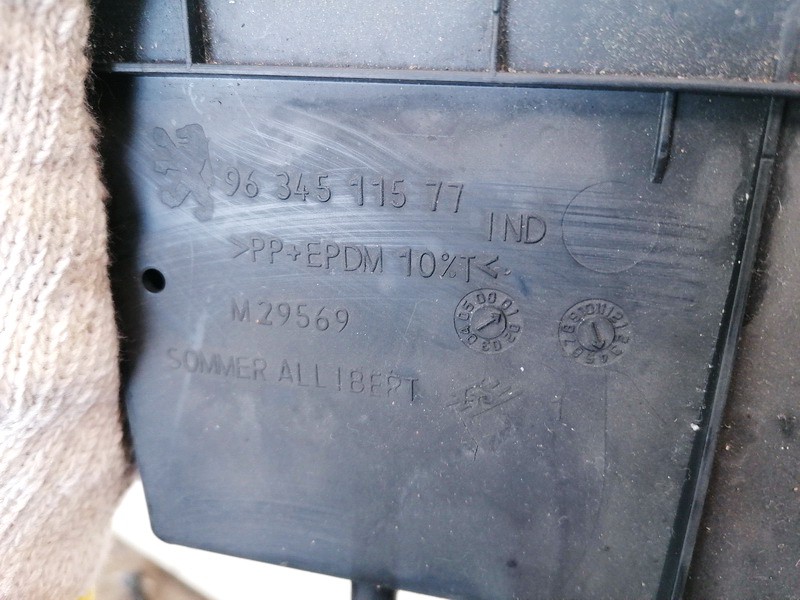 96 345 115 77
IND
>PP+EPDM 10%T<
M29569
SOMMER ALLIBERT